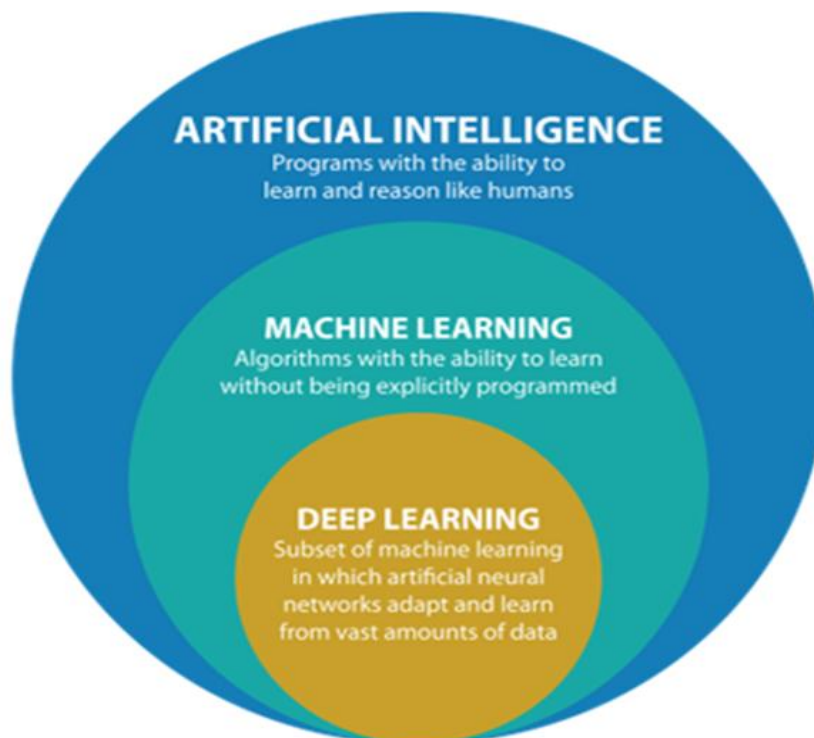 ARTIFICIAL INTELLIGENCE
Programs with the ability to
learn and reason like humans
MACHINE LEARNING
Algorithms with the ability to learn
without being explicitly programmed
DEEP LEARNING
Subset of machine learning
in which artificial neural
networks adapt and learn
from vast amounts of data